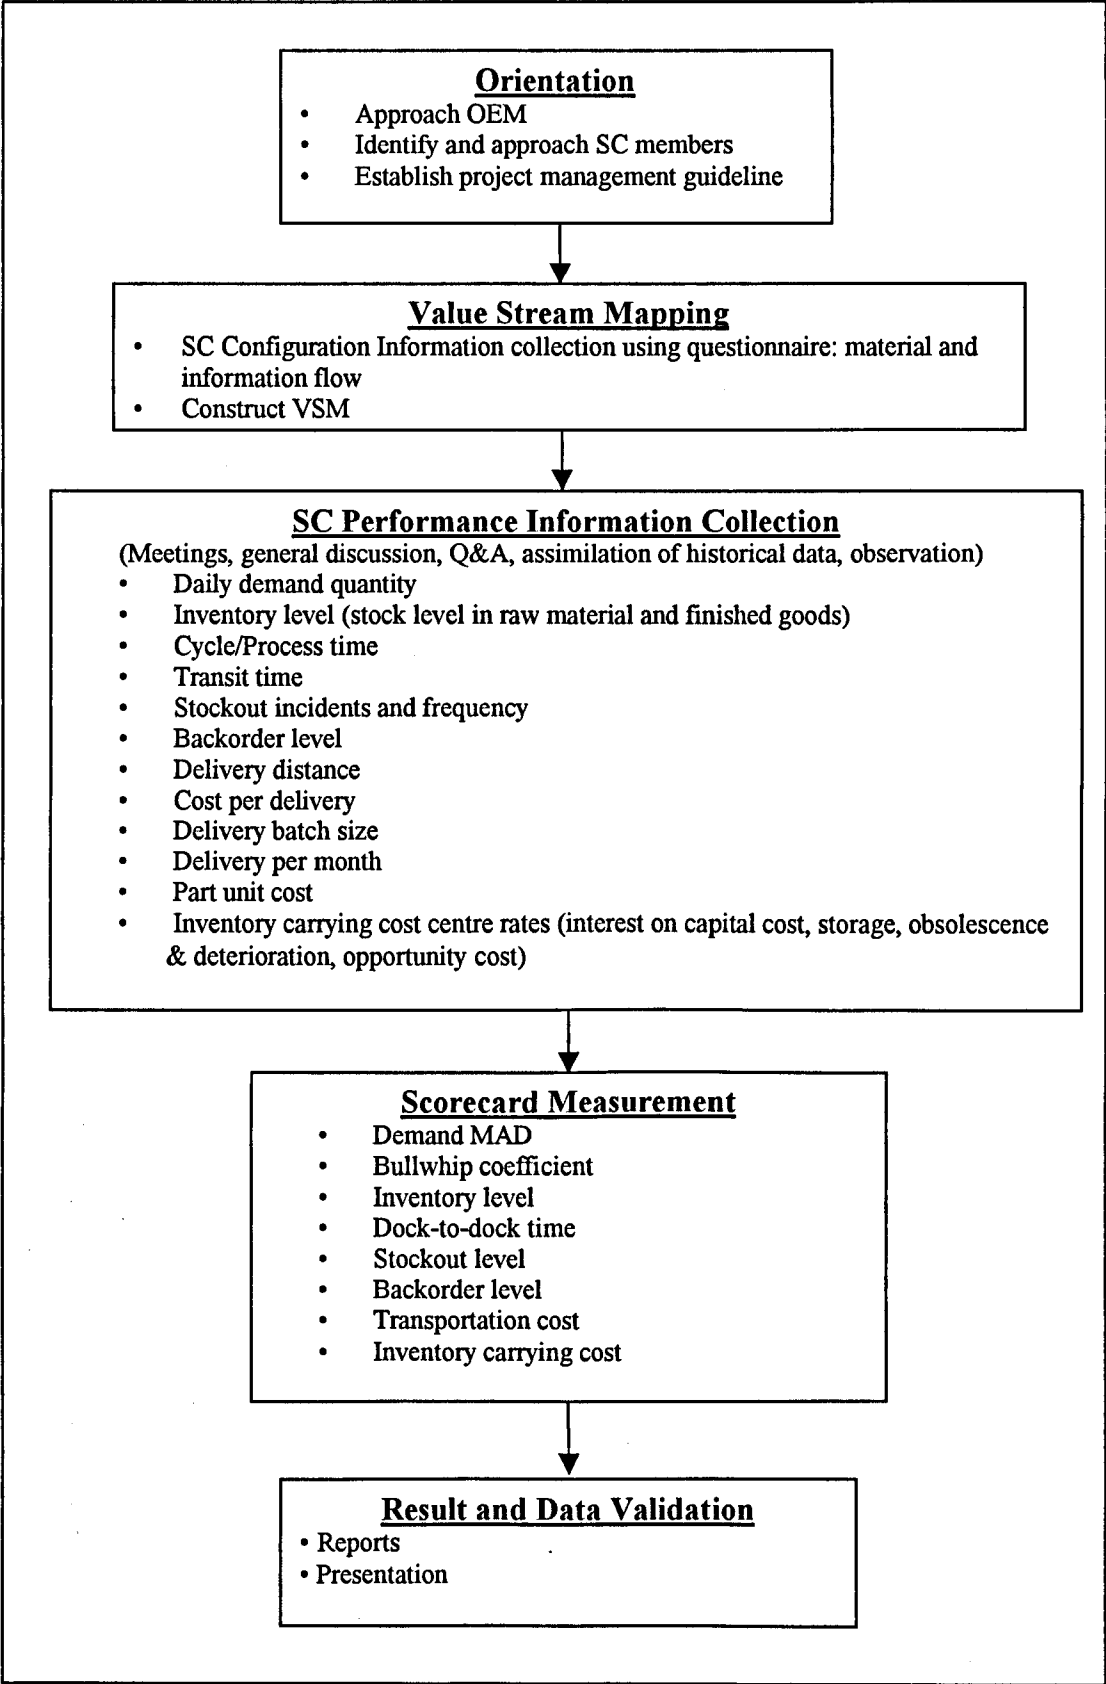 Orientation
• Approach OEM
• Identify and approach SC members
• Establish project management guideline
Value Stream Mapping
• SC Configuration Information collection using questionnaire: material and
information flow
• Construct VSM
SC Performance Information Collection
(Meetings, general discussion, Q&A, assimilation of historical data, observation)
• Daily demand quantity
• Inventory level (stock level in raw material and finished goods)
• Cycle/Process time
• Transit time
• Stockout incidents and frequency
• Backorder level
• Delivery distance
• Cost per delivery
• Delivery batch size
• Delivery per month
• Part unit cost
• Inventory carrying cost centre rates (interest on capital cost, storage, obsolescence
& deterioration, opportunity cost)
Scorecard Measurement
• Demand MAD
• Bullwhip coefficient
• Inventory level
• Dock-to-dock time
• Stockout level
• Backorder level
• Transportation cost
• Inventory carrying cost
Result and Data Validation
• Reports
• Presentation